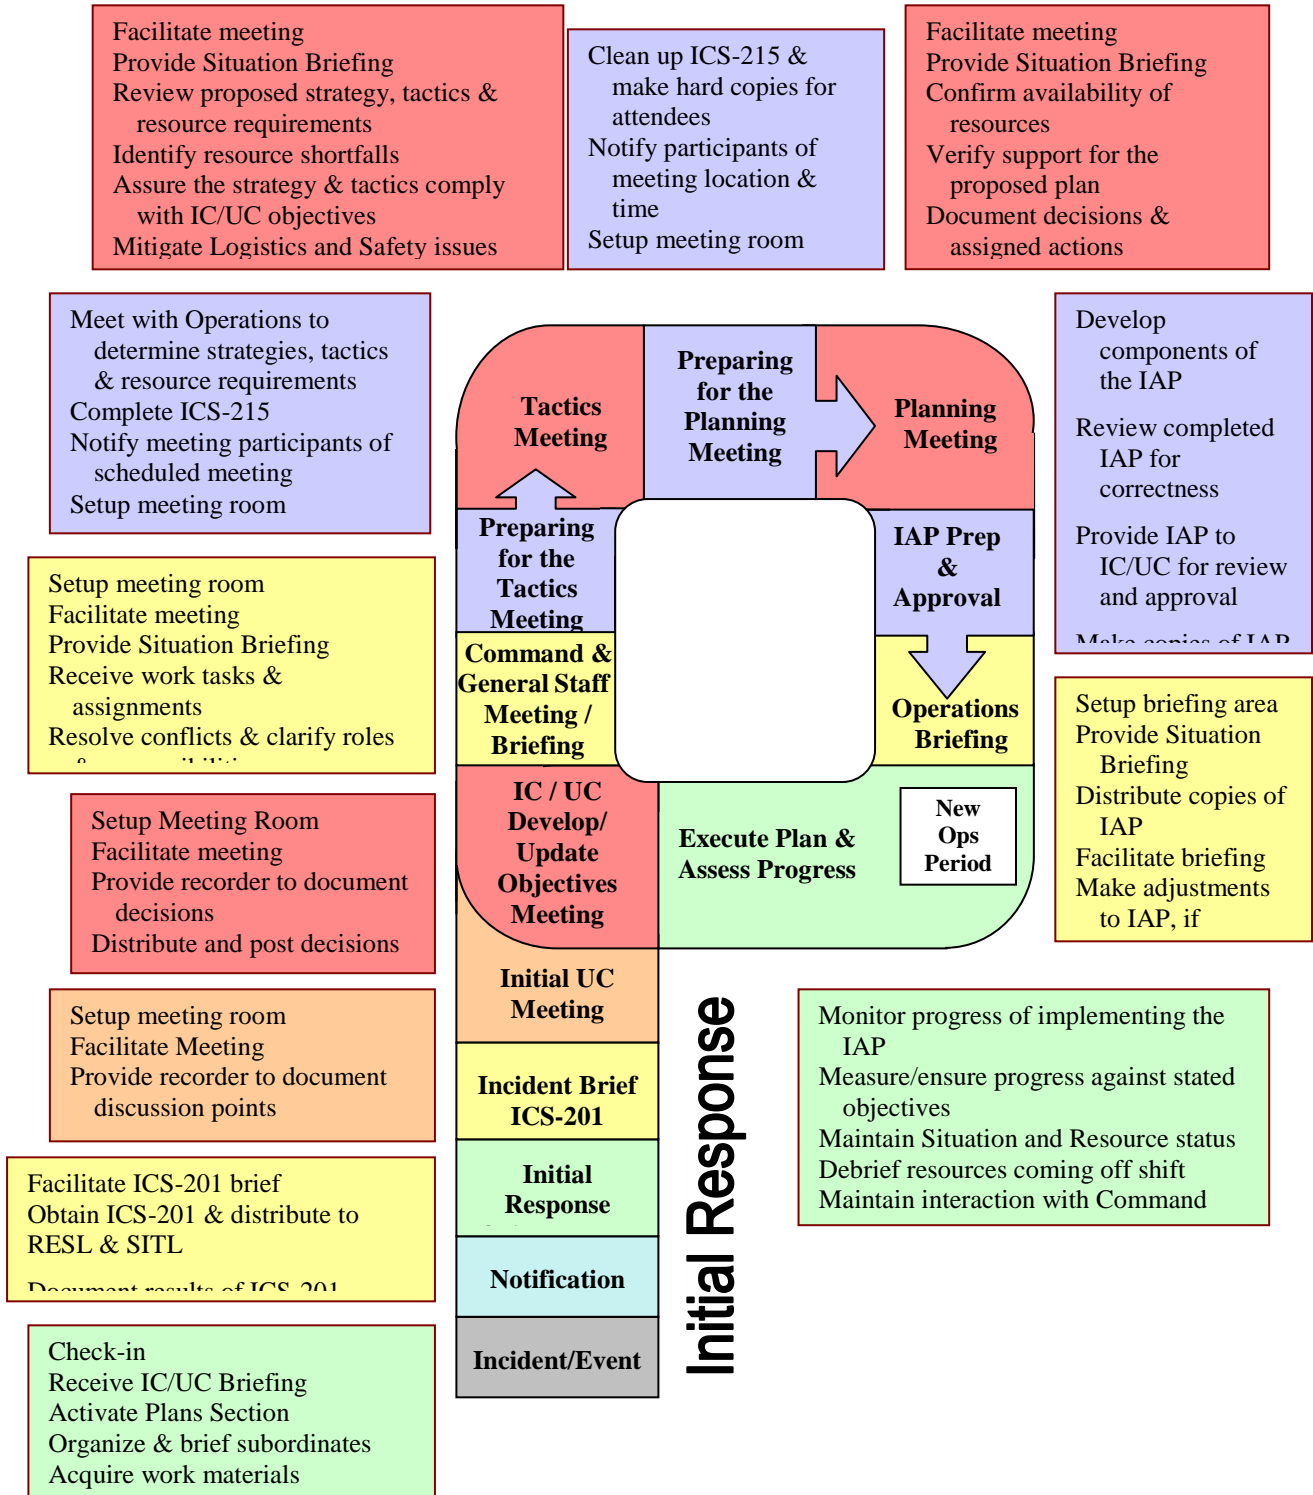 Facilitate meeting
Provide Situation Briefing
Review proposed strategy, tactics &
resource requirements
Identify resource shortfalls
Assure the strategy & tactics comply
with IC/UC objectives
Mitigate Logistics and Safety issues
Clean up ICS-215 &
make hard copies for
attendees
Notify participants of
meeting location &
time
Setup meeting room
Facilitate meeting
Provide Situation Briefing
Confirm availability of
resources
Verify support for the
proposed plan
Document decisions &
assigned actions
Meet with Operations to
determine strategies, tactics
& resource requirements
Complete ICS-215
Notify meeting participants of
scheduled meeting
Setup meeting room
Tactics
Meeting
Preparing
for the
Planning
Meeting
Planning
Meeting
Develop
components of
the IAP
Review completed
IAP for
correctness
Provide IAP to
IC/UC for review
and approval
Make copies of IAP
Preparing
for the
Tactics
Meeting
IAP Prep
&
Approval
Setup meeting room
Facilitate meeting
Provide Situation Briefing
Receive work tasks &
assignments
Resolve conflicts & clarify roles
Command &
General Staff
Meeting /
Briefing
Operations
Briefing
Setup briefing area
Provide Situation
Briefing
Distribute copies of
IAP
Facilitate briefing
Make adjustments
to IAP, if
Setup Meeting Room
Facilitate meeting
Provide recorder to document
decisions
Distribute and post decisions
IC / UC
Develop/
Update
Objectives
Meeting
Execute Plan &
Assess Progress
New
Ops
Period
Setup meeting room
Facilitate Meeting
Provide recorder to document
discussion points
Initial UC
Meeting
Monitor progress of implementing the
IAP
Measure/ensure progress against stated
objectives
Maintain Situation and Resource status
Debrief resources coming off shift
Maintain interaction with Command
Incident Brief
ICS-201
Initial Response
Facilitate ICS-201 brief
Obtain ICS-201 & distribute to
RESL & SITL
Document results of ICS-201
Initial
Response
Notification
Incident/Event
Check-in
Receive IC/UC Briefing
Activate Plans Section
Organize & brief subordinates
Acquire work materials